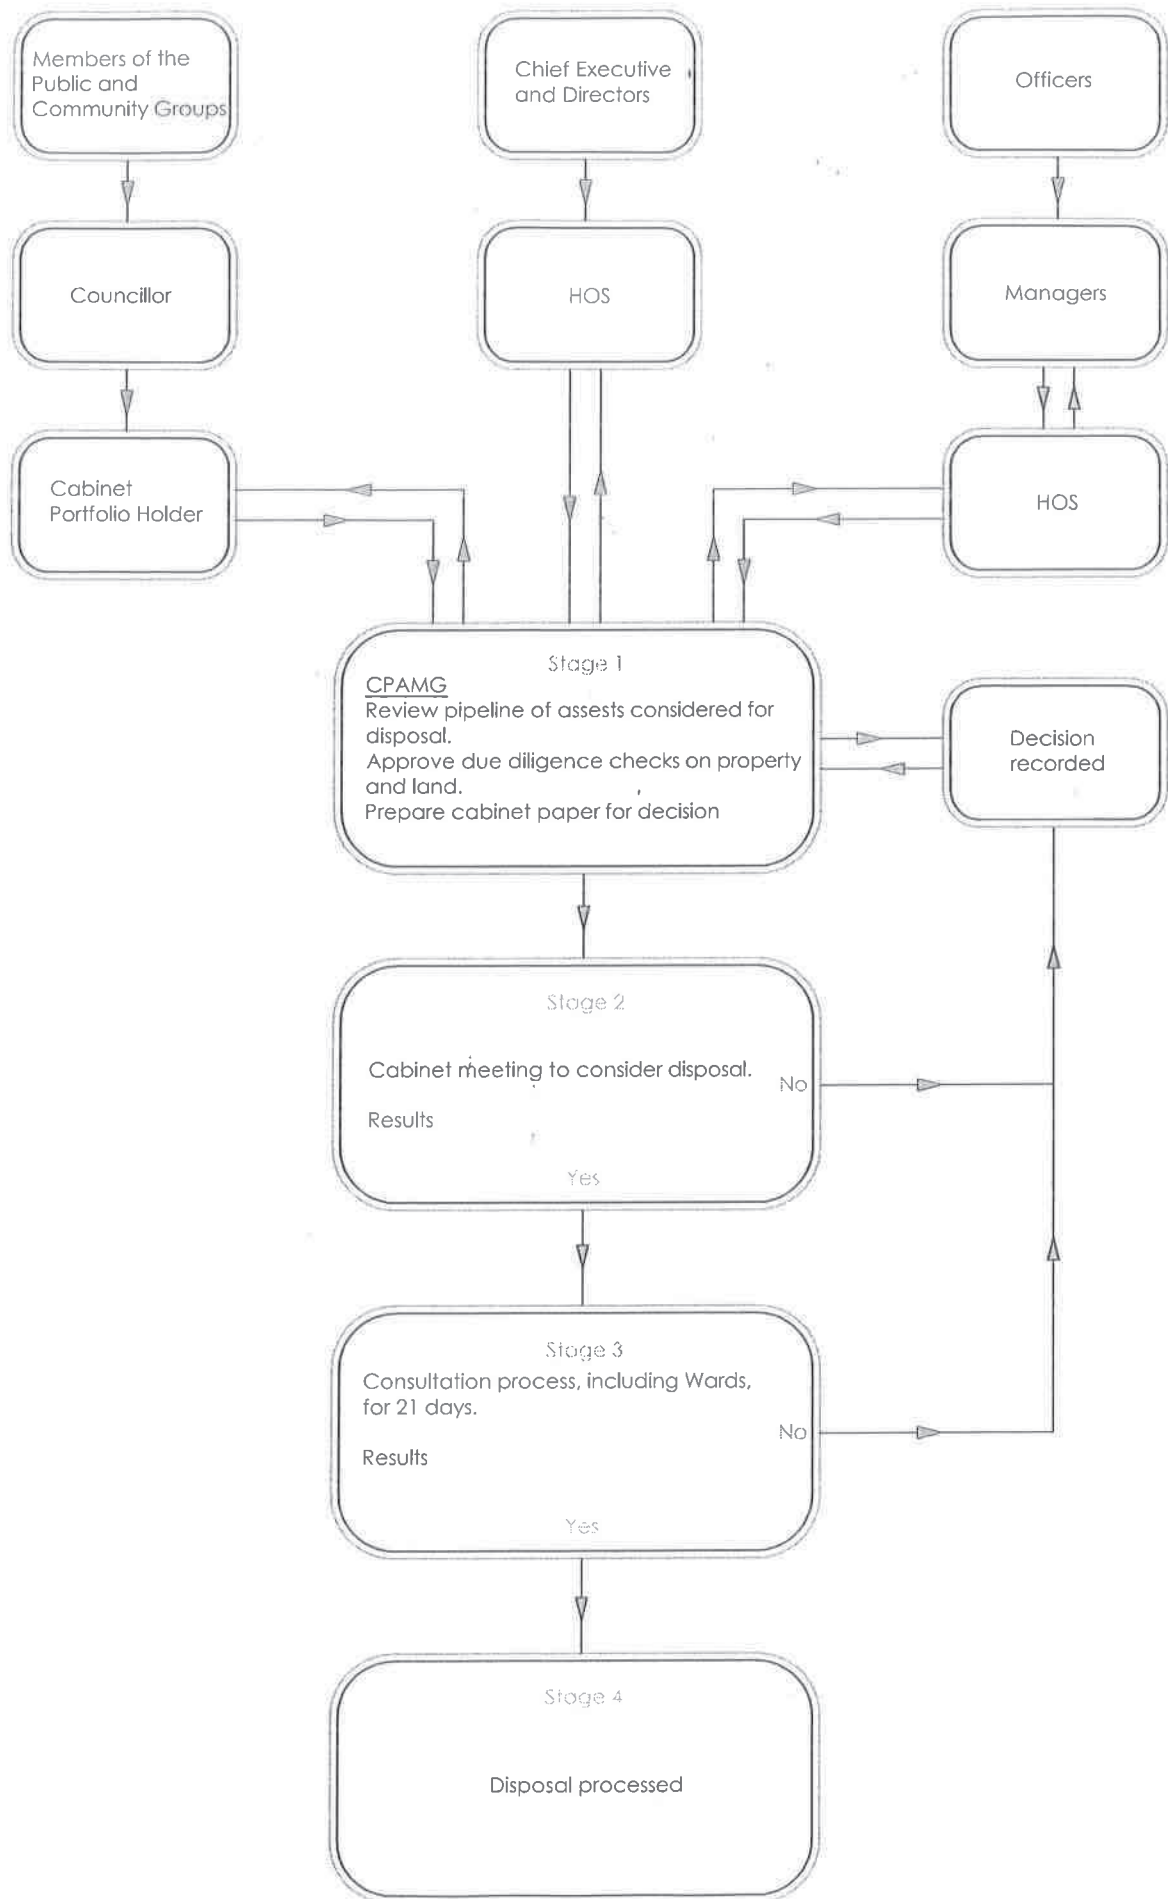 Members of the
Public and
Community Groups
Chief Executive
and Directors
Officers
Councillor
HOS
Managers
Cabinet
Portfolio Holder
HOS
Stage 1
CPAMG
Review pipeline of assests considered for
disposal.
Approve due diligence checks on property
and land.
Prepare cabinet paper for decision
Decision
recorded
Stage 2
Cabinet meeting to consider disposal.
No
Results
Yes
Stage 3
Consultation process, including Wards,
for 21 days.
No
Results
Yes
Stage 4
Disposal processed